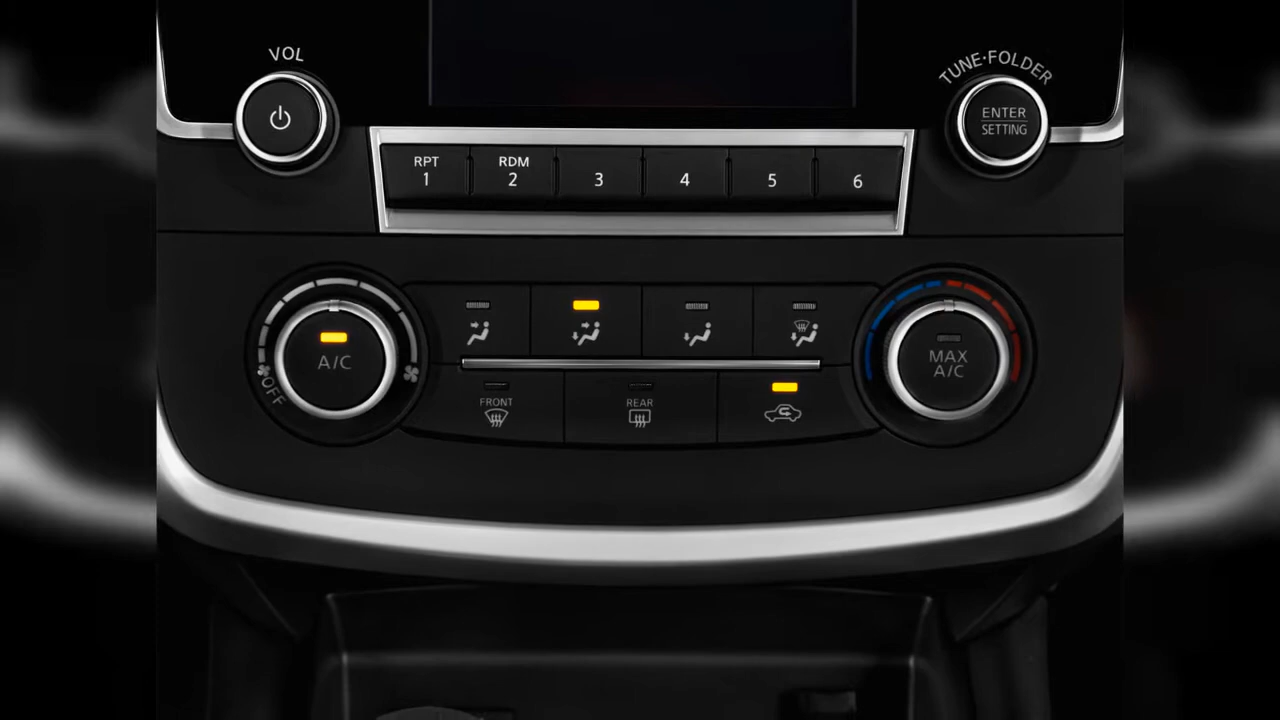 VOL
TUNE·FOLDER
ENTER
SETTING
RPT
1
RDM
2
3
4
5
6
A/C
OFF
MAX
A/C
FRONT
REAR